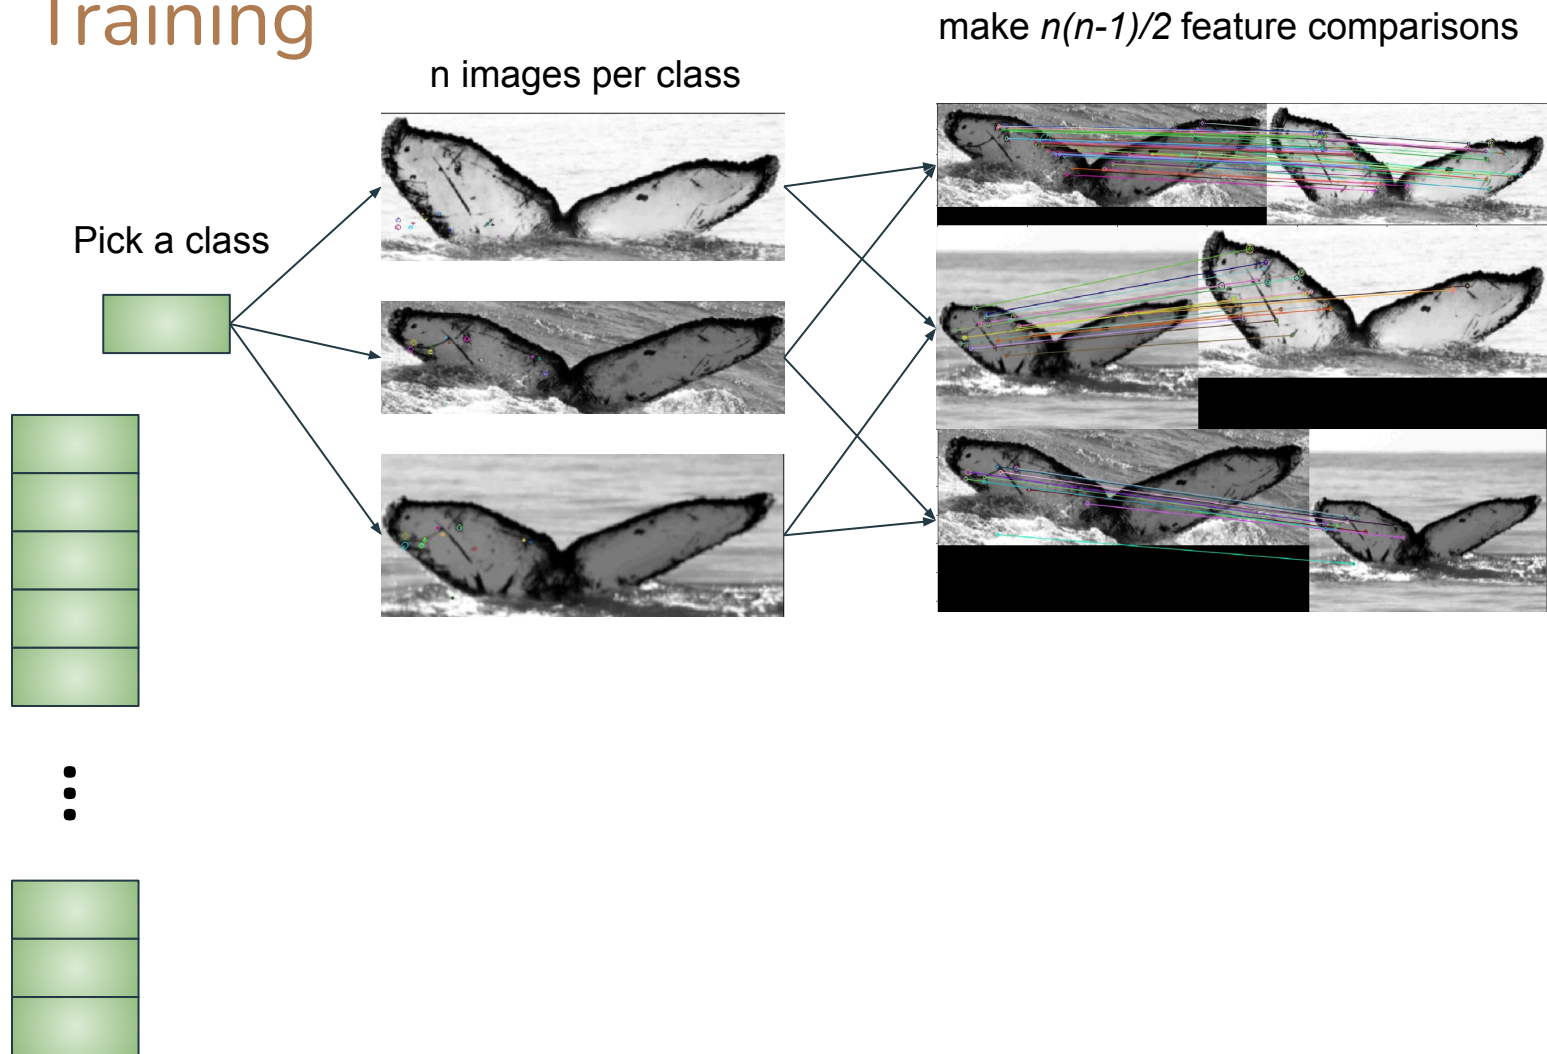 Training
make n(n-1)/2 feature comparisons
n images per class
Pick a class